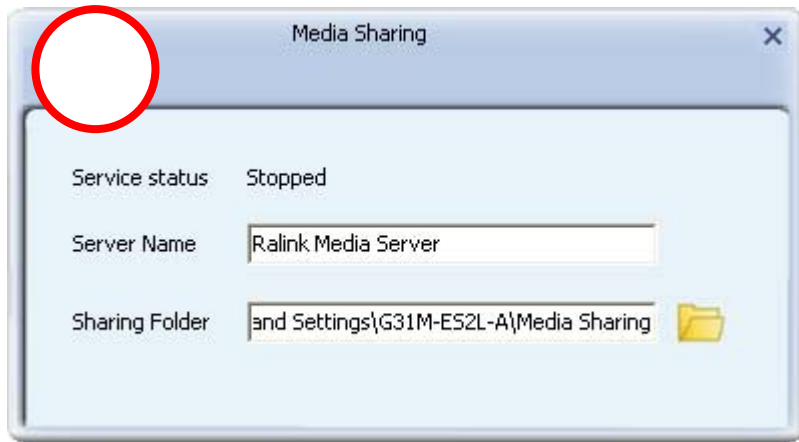 Media Sharing
Service status Stopped
Server Name Ralink Media Server
Sharing Folder and Settings\G31M-ES2L-A\Media Sharing